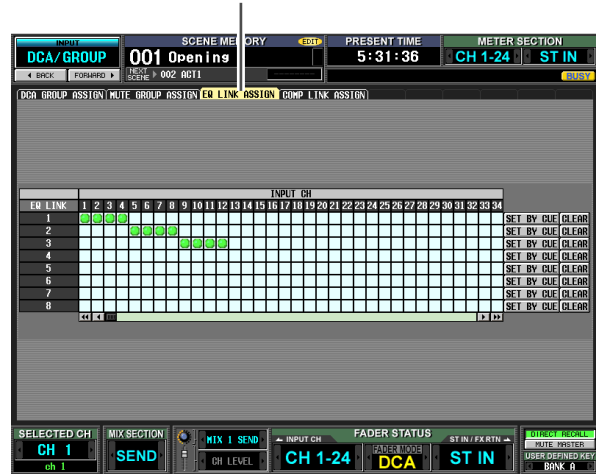 INPUT
DCA/GROUP
◄ BACK FORWARD ►
SCENE MEMORY EDIT
001 Opening
NEXT SCENE ► 002 ACT1
PRESENT TIME
5:31:36
METER SECTION
CH 1-24 ST IN
BUSY
DCA GROUP ASSIGN MUTE GROUP ASSIGN EQ LINK ASSIGN COMP LINK ASSIGN
INPUT CH
EQ LINK 1 2 3 4 5 6 7 8 9 10 11 12 13 14 15 16 17 18 19 20 21 22 23 24 25 26 27 28 29 30 31 32 33 34
1 SET BY CUE CLEAR
2 SET BY CUE CLEAR
3 SET BY CUE CLEAR
4 SET BY CUE CLEAR
5 SET BY CUE CLEAR
6 SET BY CUE CLEAR
7 SET BY CUE CLEAR
8 SET BY CUE CLEAR
SELECTED CH
CH 1
ch 1
MIX SECTION
SEND
MIX 1 SEND
CH LEVEL
FADER STATUS
INPUT CH
CH 1-24
FADER MODE
DCA
ST IN / FX RTN
ST IN
DIRECT RECALL
MUTE MASTER
USER DEFINED KEY
BANK A